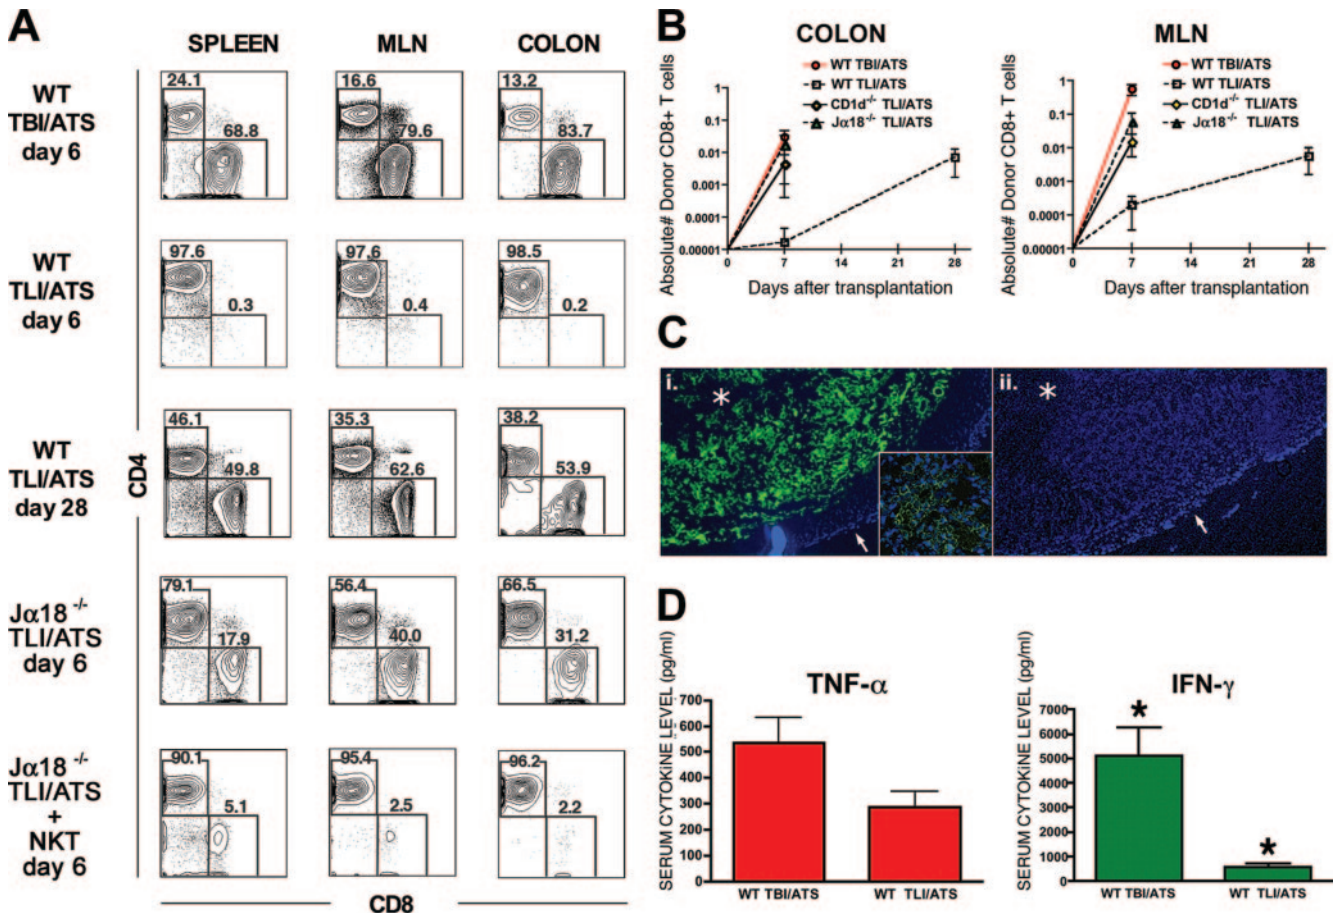 A
SPLEEN MLN COLON
WT
TBI/ATS
day 6
24.1 68.8
16.6 79.6
13.2 83.7
WT
TLI/ATS
day 6
97.6 0.3
97.6 0.4
98.5 0.2
WT
TLI/ATS
day 28
46.1 49.8
35.3 62.6
38.2 53.9
Jα18 -/-
TLI/ATS
day 6
79.1 17.9
56.4 40.0
66.5 31.2
Jα18 -/-
TLI/ATS
+
NKT
day 6
90.1 5.1
95.4 2.5
96.2 2.2
CD4
CD8
B
COLON
WT TBI/ATS
WT TLI/ATS
CD1d-/- TLI/ATS
Jα18-/- TLI/ATS
Absolute# Donor CD8+ T cells
1
0.1
0.01
0.001
0.0001
0.00001
0 7 14 21 28
Days after transplantation
MLN
WT TBI/ATS
WT TLI/ATS
CD1d-/- TLI/ATS
Jα18-/- TLI/ATS
Absolute# Donor CD8+ T cells
1
0.1
0.01
0.001
0.0001
0.00001
0 7 14 21 28
Days after transplantation
C
i.
*
ii.
*
D
TNF-α
SERUM CYTOKINE LEVEL (pg/ml)
700
600
500
400
300
200
100
0
WT TBI/ATS WT TLI/ATS
IFN-γ
SERUM CYTOKINE LEVEL (pg/ml)
7000
6000
5000
4000
3000
2000
1000
0
* *
WT TBI/ATS WT TLI/ATS